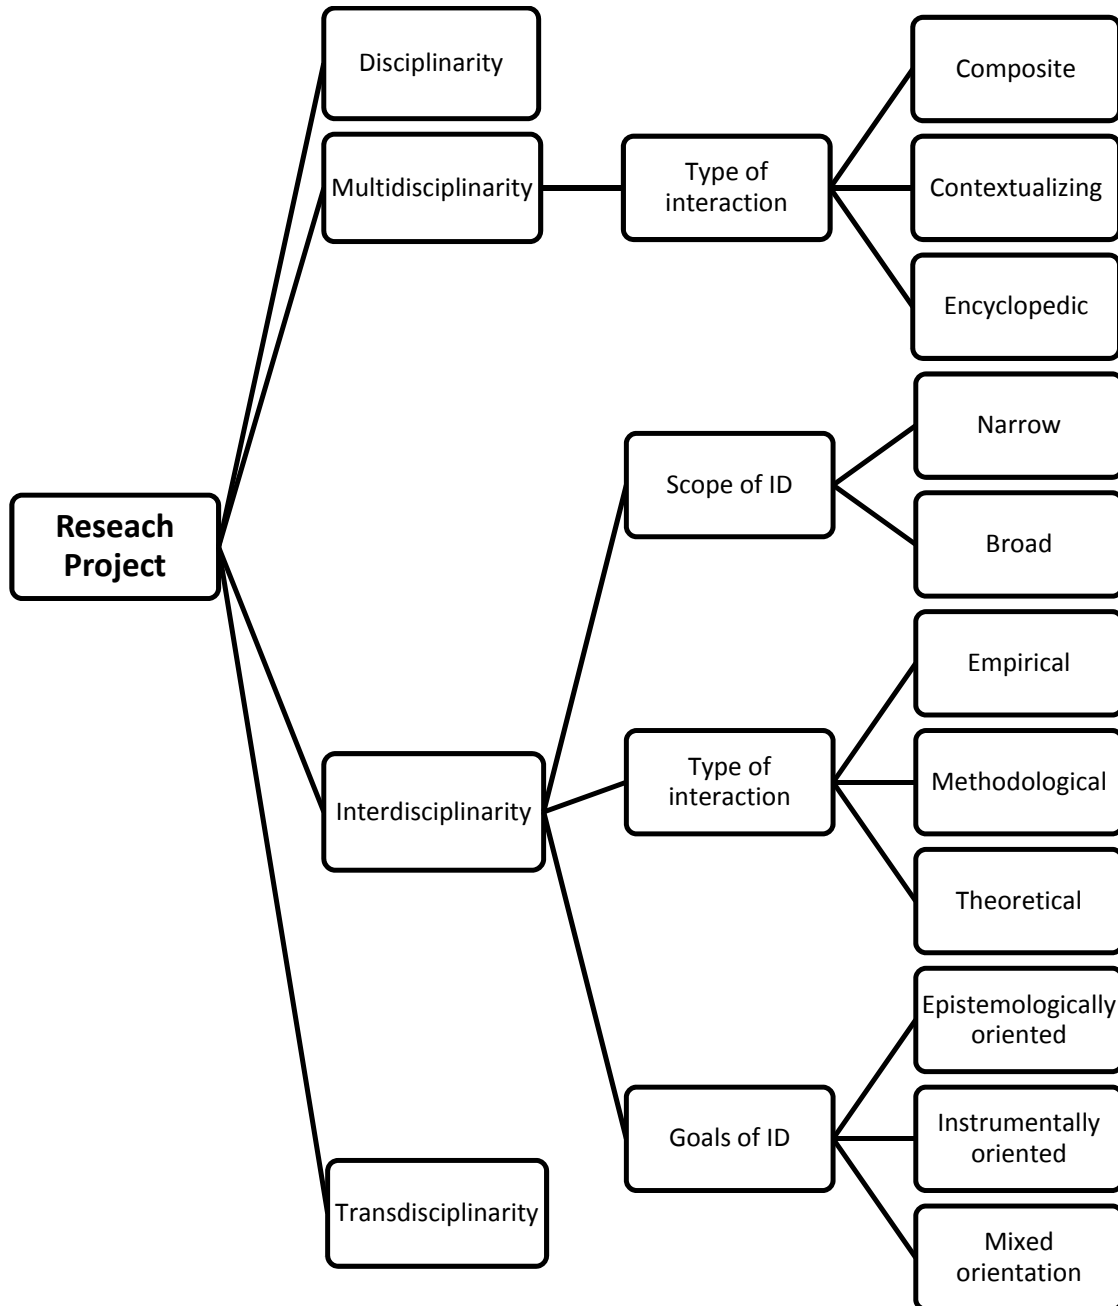 Disciplinarity
Multidisciplinarity
Type of
interaction
Composite
Contextualizing
Encyclopedic
Reseach
Project
Interdisciplinarity
Scope of ID
Narrow
Broad
Type of
interaction
Empirical
Methodological
Theoretical
Goals of ID
Epistemologically
oriented
Instrumentally
oriented
Mixed
orientation
Transdisciplinarity